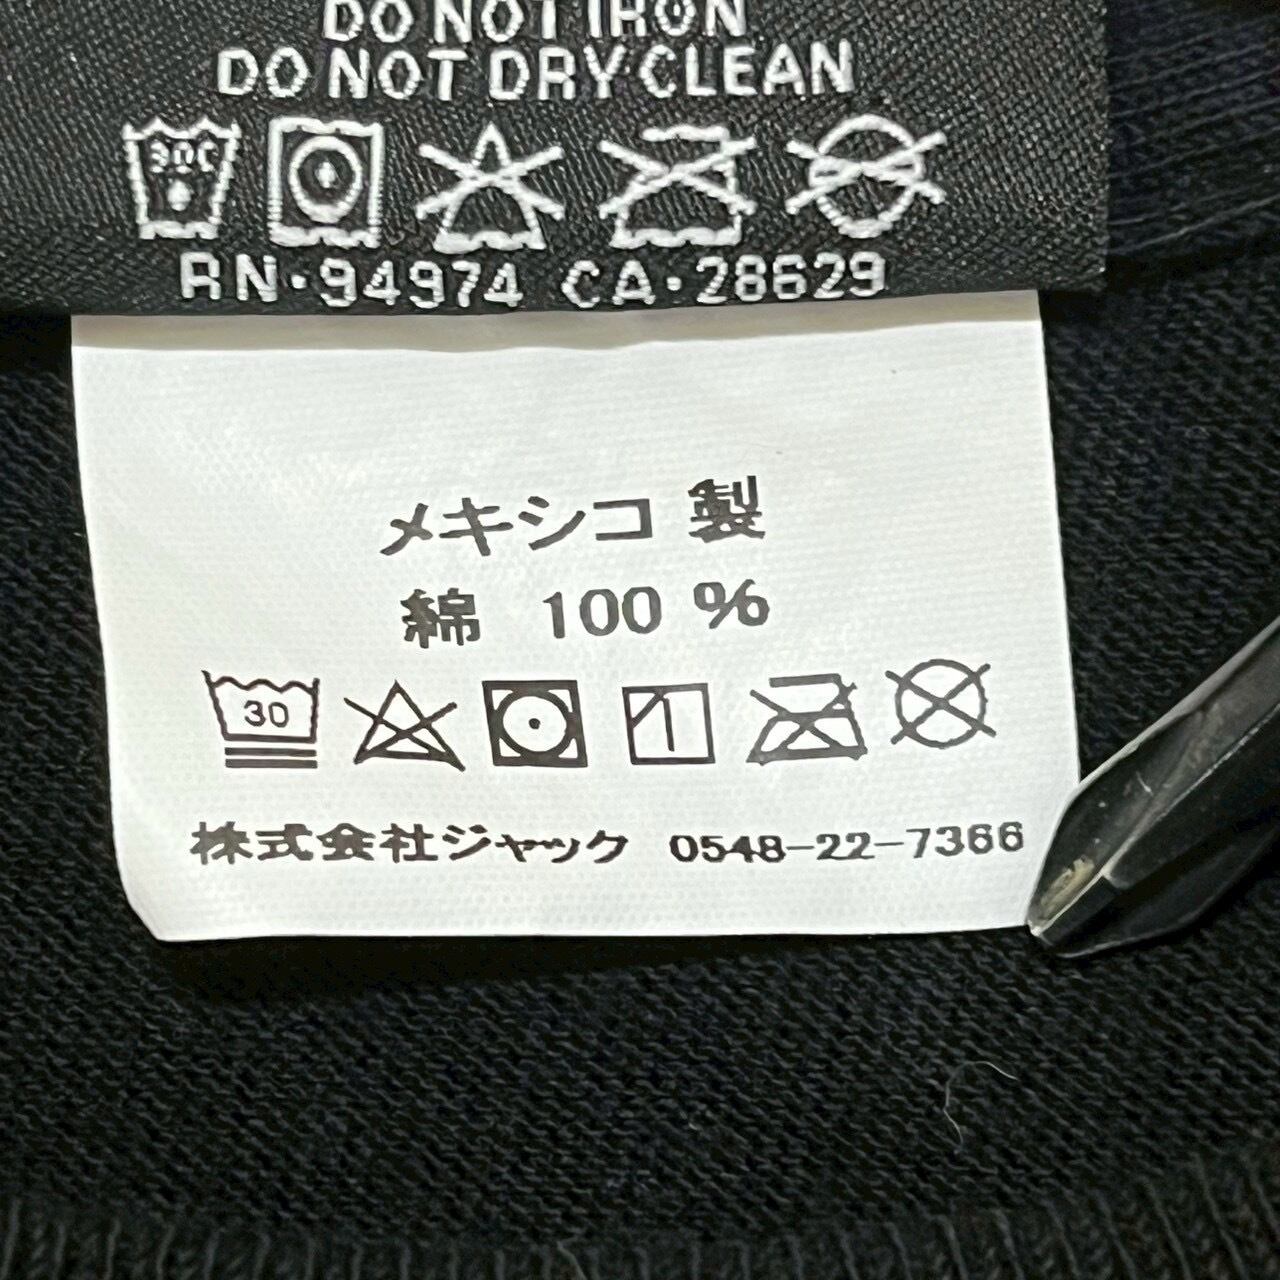 DO NOT IRON
DO NOT DRY CLEAN
30C
RN·94974 CA·28629
メキシコ 製
綿 100 %
30
株式会社ジャック 0548-22-7366